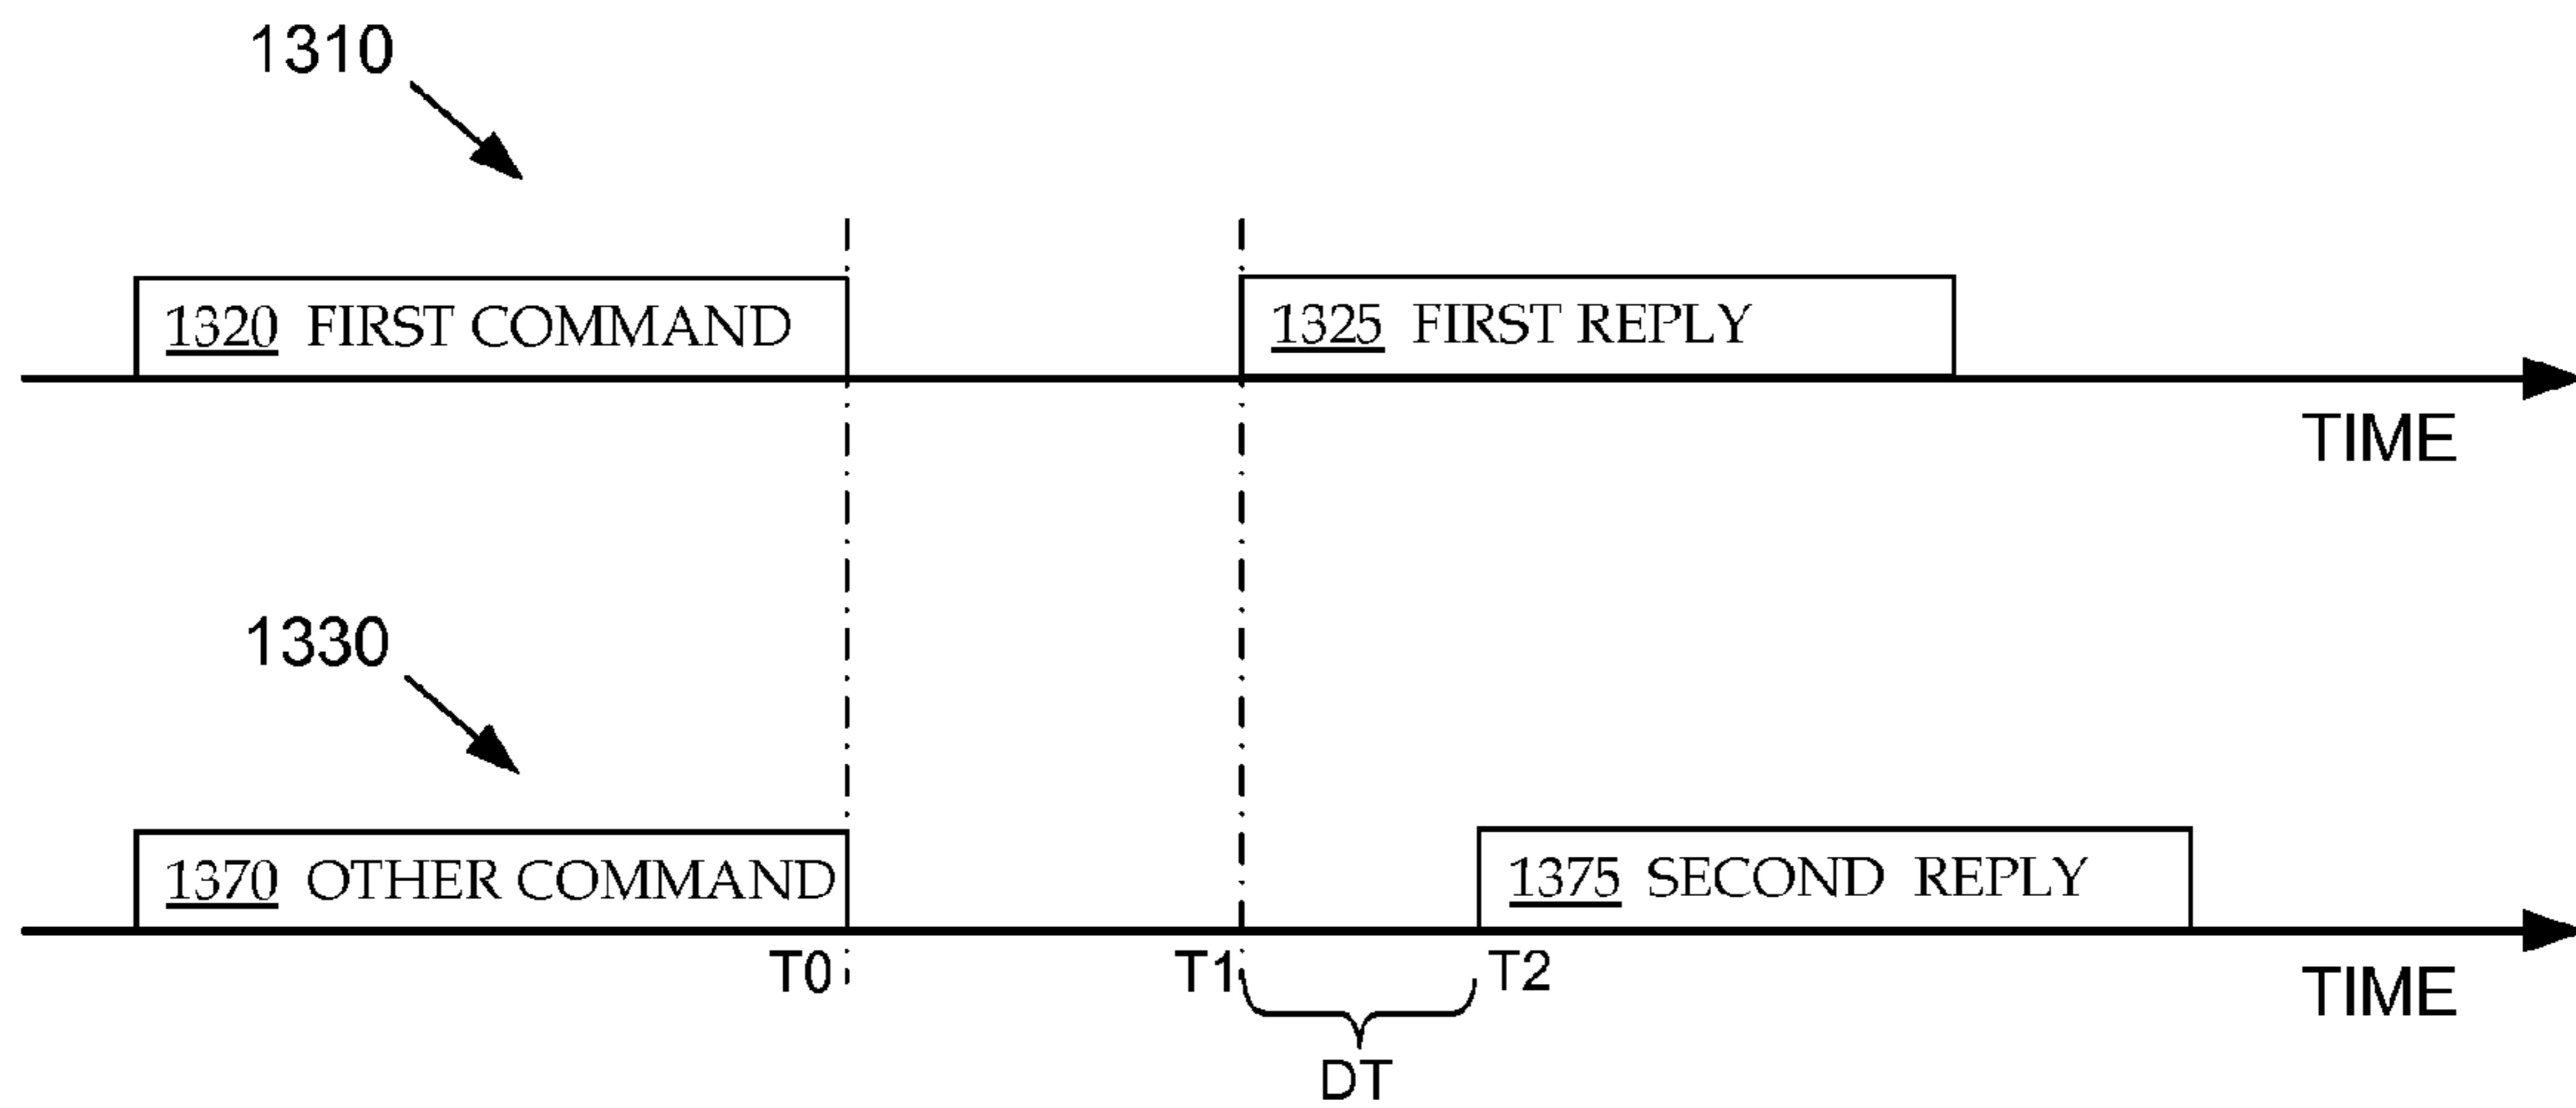 1310
1320 FIRST COMMAND
1325 FIRST REPLY
TIME
1330
1370 OTHER COMMAND
1375 SECOND REPLY
T0
T1
T2
TIME
DT